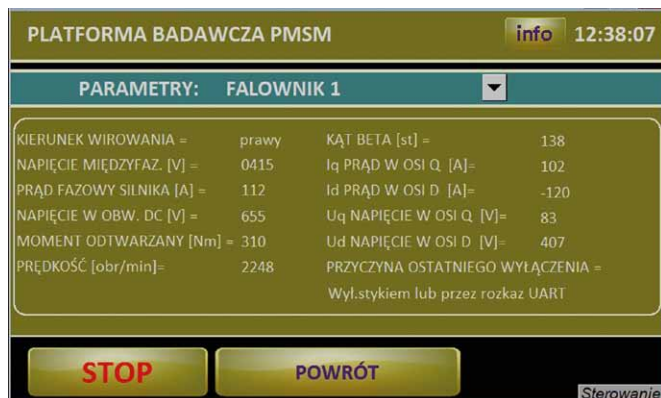 PLATFORMA BADAWCZA PMSM info 12:38:07
PARAMETRY: FALOWNIK 1
KIERUNEK WIROWANIA = prawy
NAPIĘCIE MIĘDZYFAZ. [V] = 0415
PRĄD FAZOWY SILNIKA [A] = 112
NAPIĘCIE W OBW. DC [V] = 655
MOMENT ODTWARZANY [Nm] = 310
PRĘDKOŚĆ [obr/min]= 2248
KĄT BETA [st] = 138
Iq PRĄD W OSI Q [A]= 102
Id PRĄD W OSI D [A]= -120
Uq NAPIĘCIE W OSI Q [V]= 83
Ud NAPIĘCIE W OSI D [V]= 407
PRZYCZYNA OSTATNIEGO WYŁĄCZENIA =
Wył.stykiem lub przez rozkaz UART
STOP POWRÓT
Sterowanie